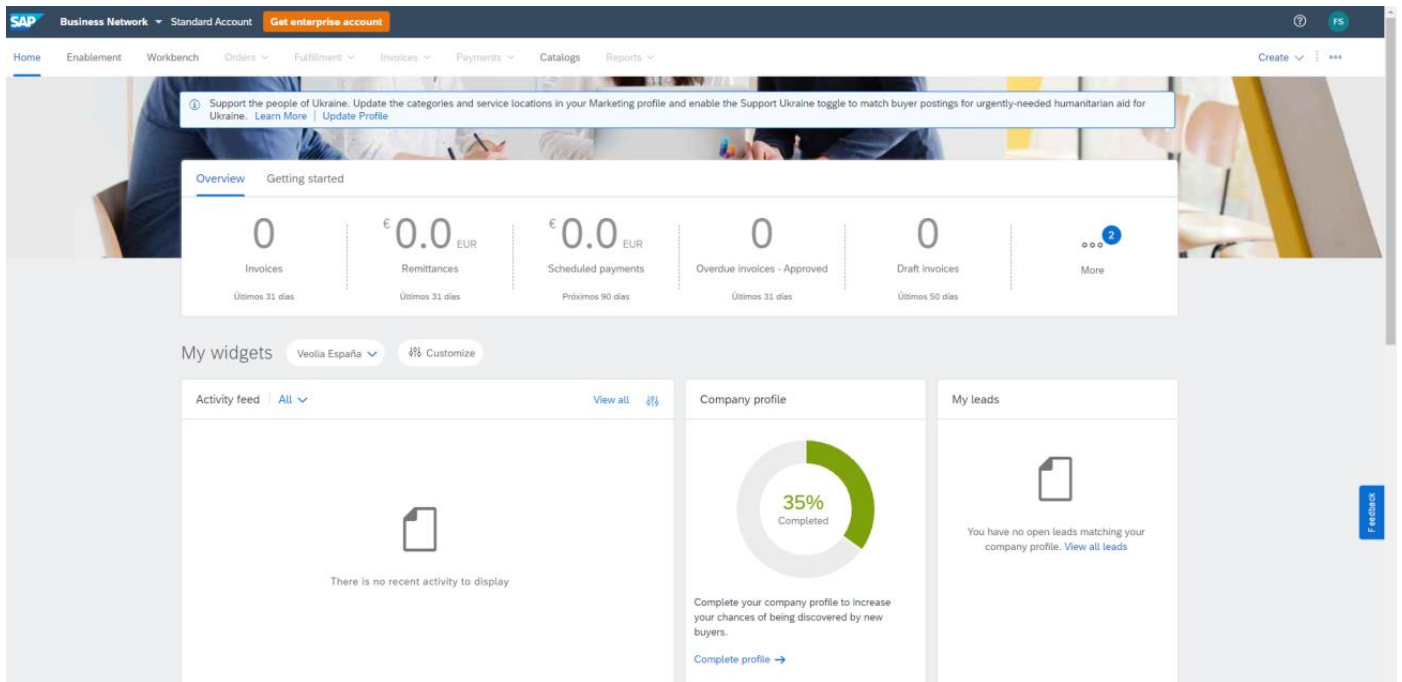 SAP Business Network Standard Account Get enterprise account ? FS
Home Enablement Workbench Orders Fulfillment Invoices Payments Catalogs Reports Create
Support the people of Ukraine. Update the categories and service locations in your Marketing profile and enable the Support Ukraine toggle to match buyer postings for urgently-needed humanitarian aid for
Ukraine. Learn More | Update Profile
Overview Getting started
0 € 0.0 EUR € 0.0 EUR 0 0 2
Invoices Remittances Scheduled payments Overdue invoices - Approved Draft invoices More
Últimos 31 días Últimos 31 días Próximos 90 días Últimos 31 días Últimos 50 días
My widgets Veolia España Customize
Activity feed All View all Company profile My leads
35%
Completed
There is no recent activity to display
Complete your company profile to increase
your chances of being discovered by new
buyers.
Complete profile →
You have no open leads matching your
company profile. View all leads
Feedback